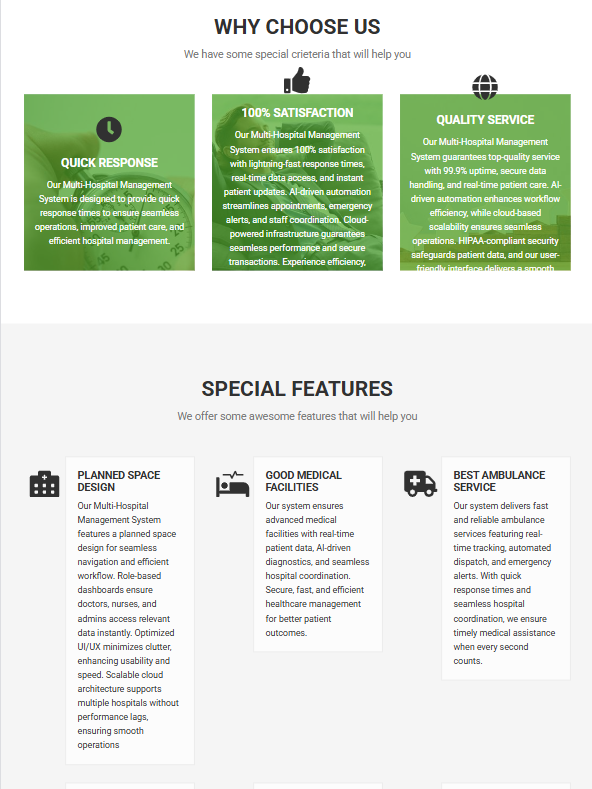 WHY CHOOSE US
We have some special crieteria that will help you
QUICK RESPONSE
Our Multi-Hospital Management
System is designed to provide quick
response times to ensure seamless
operations, improved patient care, and
efficient hospital management.
100% SATISFACTION
Our Multi-Hospital Management
System ensures 100% satisfaction
with lightning-fast response times,
real-time data access, and instant
patient updates. AI-driven automation
streamlines appointments, emergency
alerts, and staff coordination. Cloud-
powered infrastructure guarantees
seamless performance and secure
transactions. Experience efficiency,
QUALITY SERVICE
Our Multi-Hospital Management
System guarantees top-quality service
with 99.9% uptime, secure data
handling, and real-time patient care. AI-
driven automation enhances workflow
efficiency, while cloud-based
scalability ensures seamless
operations. HIPAA-compliant security
safeguards patient data, and our user-
friendly interface delivers a smooth
SPECIAL FEATURES
We offer some awesome features that will help you
PLANNED SPACE
DESIGN
Our Multi-Hospital
Management System
features a planned space
design for seamless
navigation and efficient
workflow. Role-based
dashboards ensure
doctors, nurses, and
admins access relevant
data instantly. Optimized
UI/UX minimizes clutter,
enhancing usability and
speed. Scalable cloud
architecture supports
multiple hospitals without
performance lags,
ensuring smooth
operations
GOOD MEDICAL
FACILITIES
Our system ensures
advanced medical
facilities with real-time
patient data, AI-driven
diagnostics, and seamless
hospital coordination.
Secure, fast, and efficient
healthcare management
for better patient
outcomes.
BEST AMBULANCE
SERVICE
Our system delivers fast
and reliable ambulance
services featuring real-
time tracking, automated
dispatch, and emergency
alerts. With quick
response times and
seamless hospital
coordination, we ensure
timely medical assistance
when every second
counts.